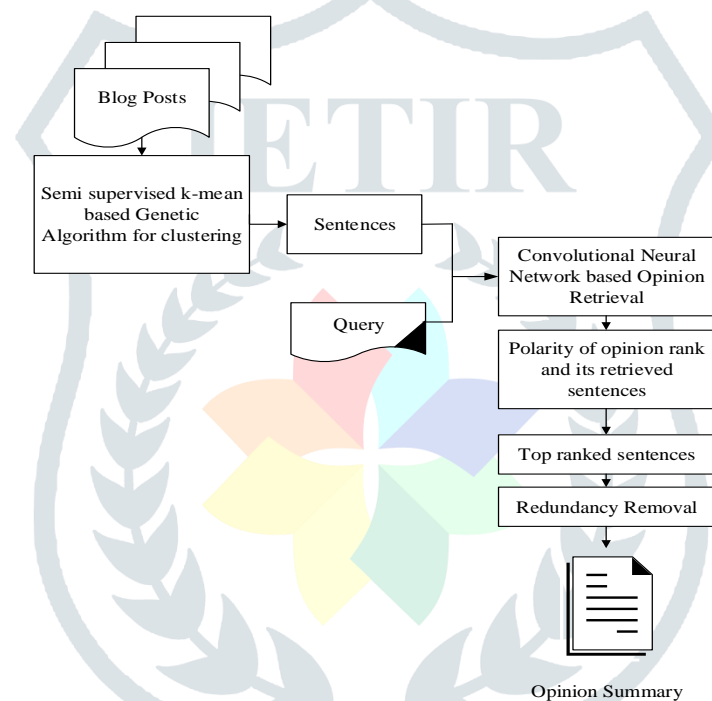 JETIR
Blog Posts
Semi supervised k-mean
based Genetic
Algorithm for clustering
Sentences
Query
Convolutional Neural
Network based Opinion
Retrieval
Polarity of opinion rank
and its retrieved
sentences
Top ranked sentences
Redundancy Removal
Opinion Summary